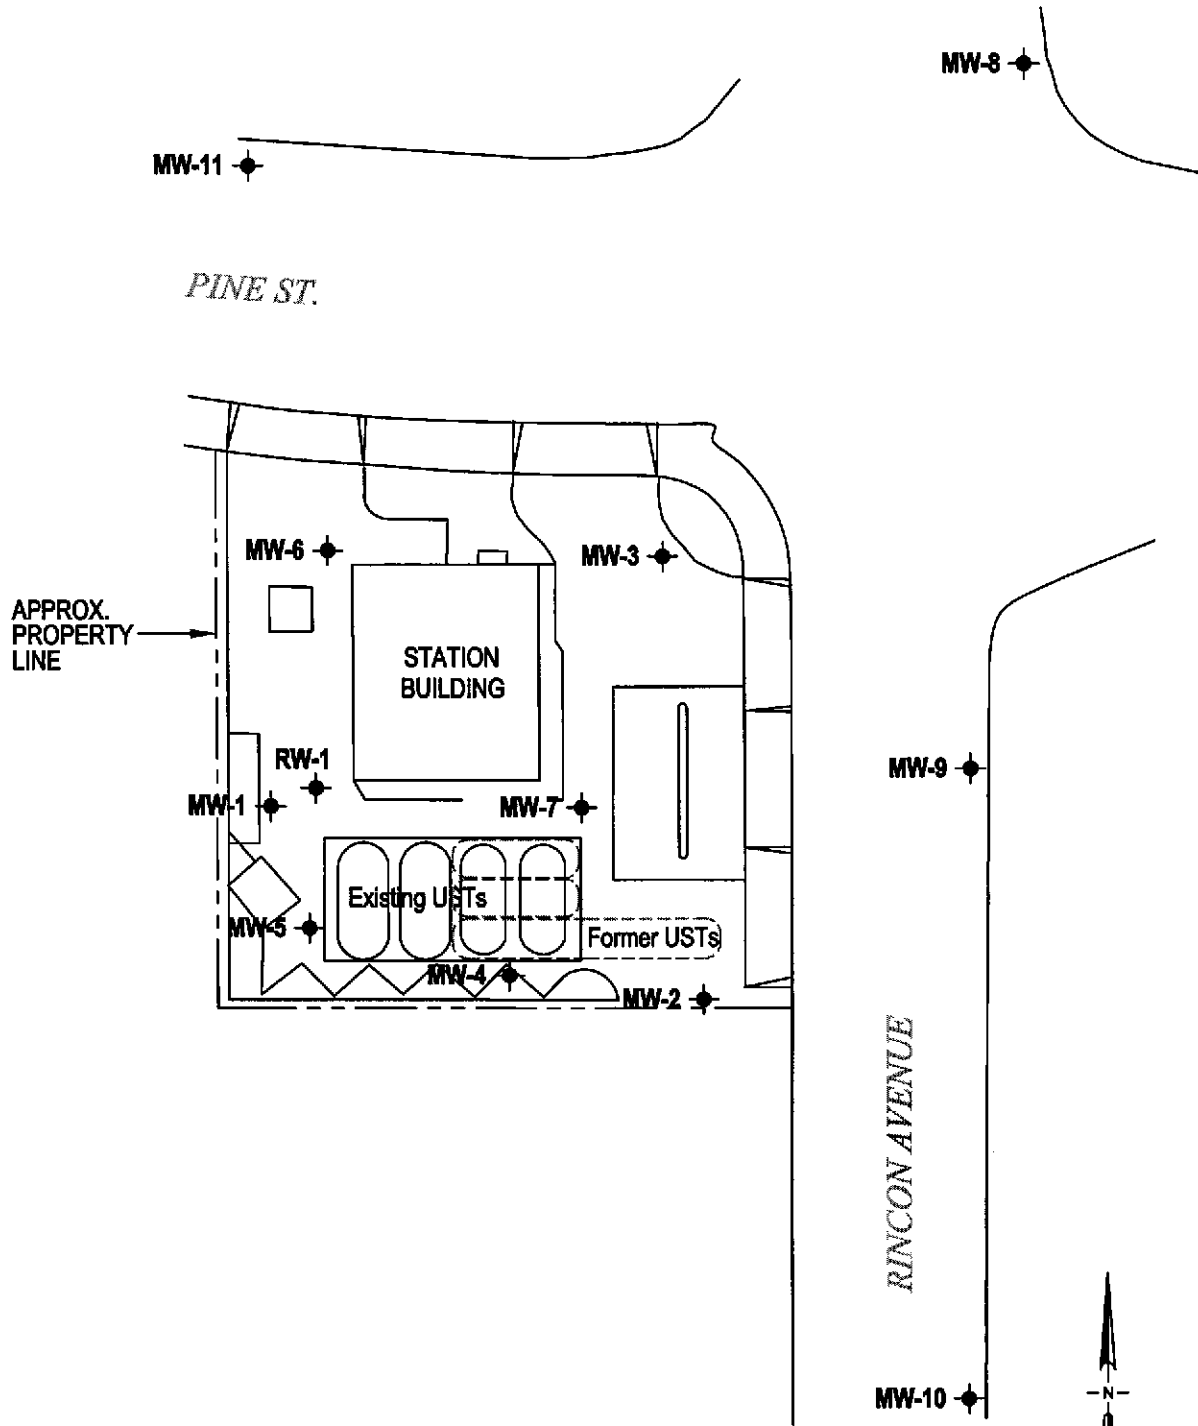 MW-8
MW-11
PINE ST.
MW-6
MW-3
APPROX.
PROPERTY
LINE
STATION
BUILDING
RW-1
MW-1
MW-7
MW-9
Existing USTs
MW-5
Former USTs
MW-4
MW-2
RINCON AVENUE
MW-10
N